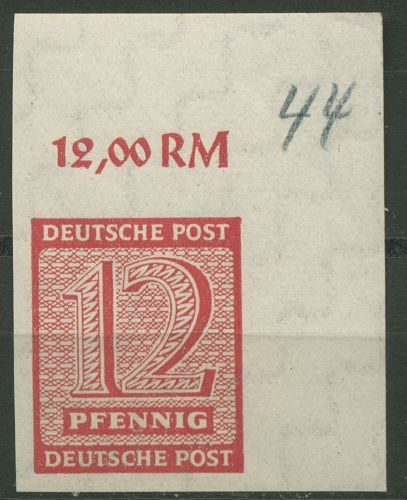 44
12,00 RM
DEUTSCHE POST
12
PFENNIG
DEUTSCHE POST